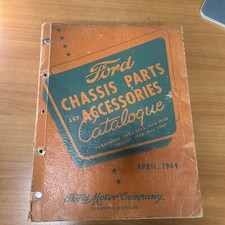 Ford
CHASSIS PARTS
AND ACCESSORIES
Catalogue
APRIL, 1949
Ford Motor Company